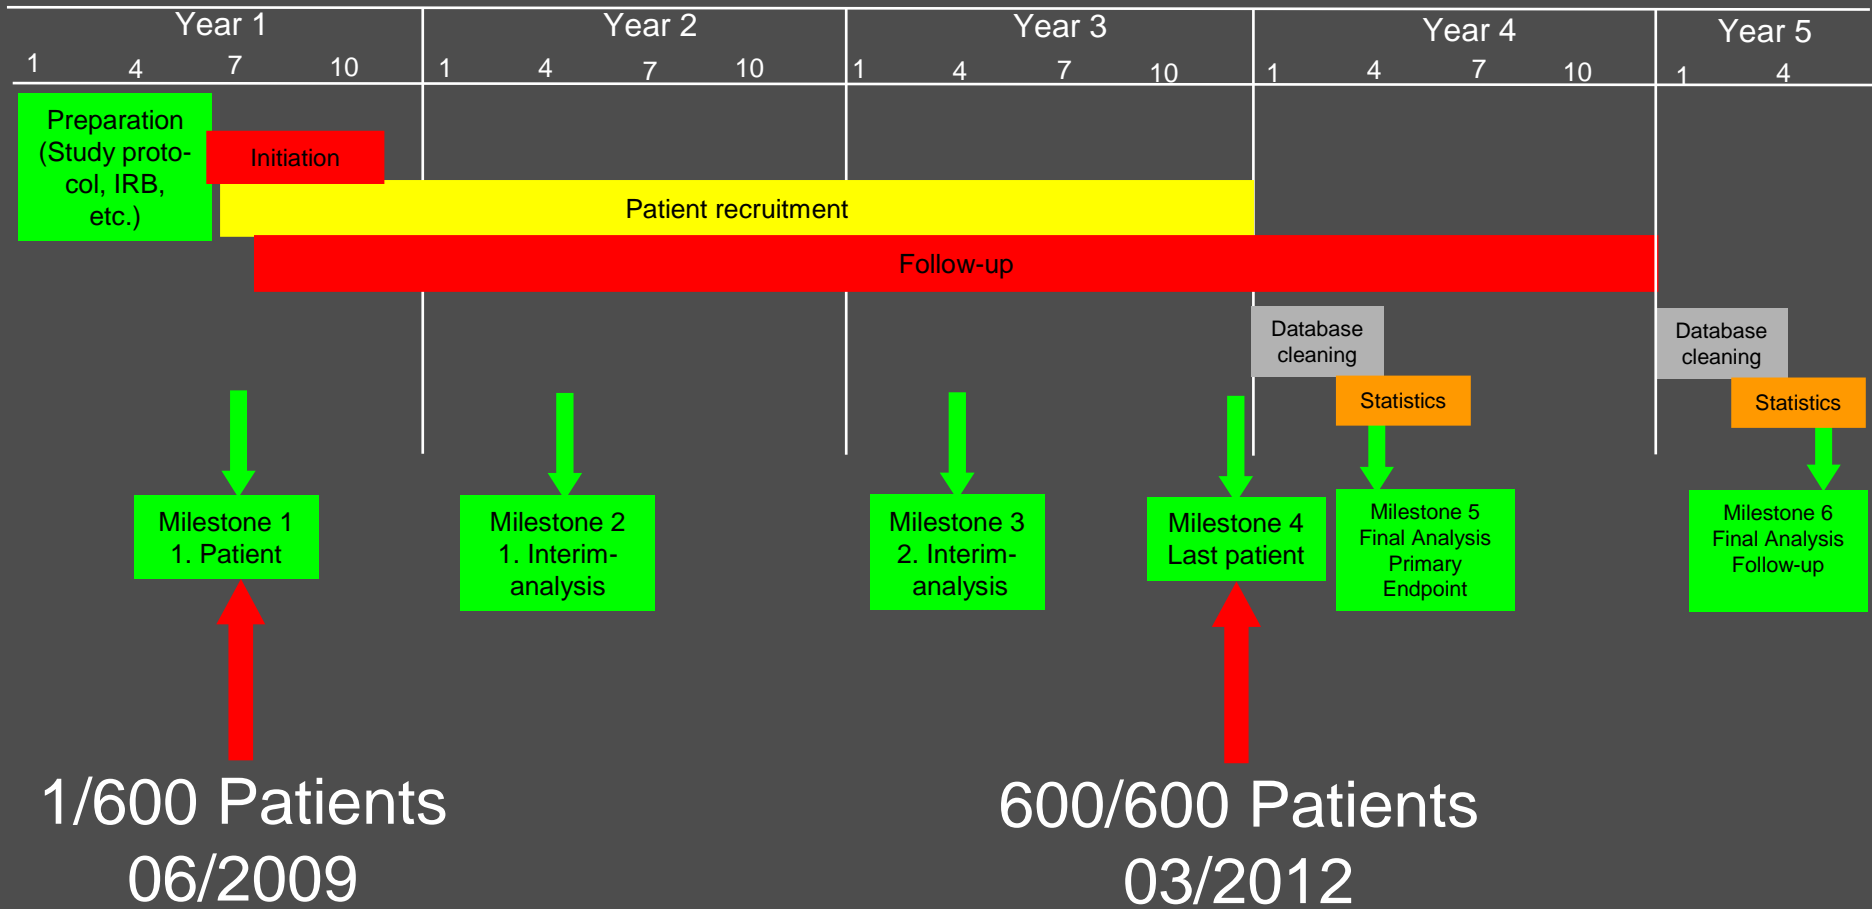 Year 1
Year 2
Year 3
Year 4
Year 5
1 4 7 10 1 4 7 10 1 4 7 10 1 4 7 10 1 4
Preparation
(Study proto-
col, IRB,
etc.)
Initiation
Patient recruitment
Follow-up
Database
cleaning
Statistics
Database
cleaning
Statistics
Milestone 1
1. Patient
Milestone 2
1. Interim-
analysis
Milestone 3
2. Interim-
analysis
Milestone 4
Last patient
Milestone 5
Final Analysis
Primary
Endpoint
Milestone 6
Final Analysis
Follow-up
1/600 Patients
06/2009
600/600 Patients
03/2012